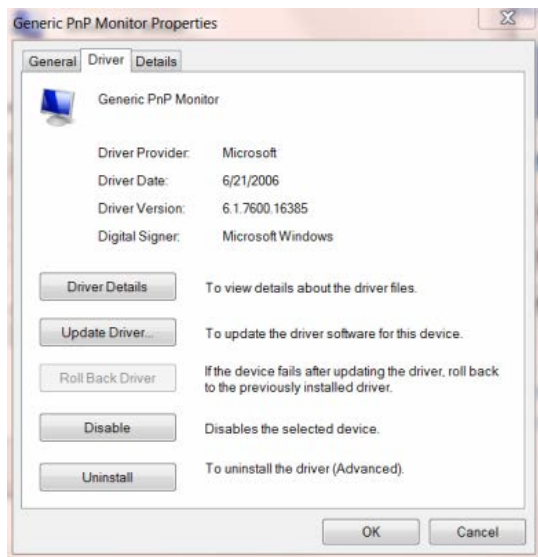 Generic PnP Monitor Properties
General Driver Details
Generic PnP Monitor
Driver Provider: Microsoft
Driver Date: 6/21/2006
Driver Version: 6.1.7600.16385
Digital Signer: Microsoft Windows
Driver Details To view details about the driver files.
Update Driver... To update the driver software for this device.
Roll Back Driver If the device fails after updating the driver, roll back
to the previously installed driver.
Disable Disables the selected device.
Uninstall To uninstall the driver (Advanced).
OK Cancel